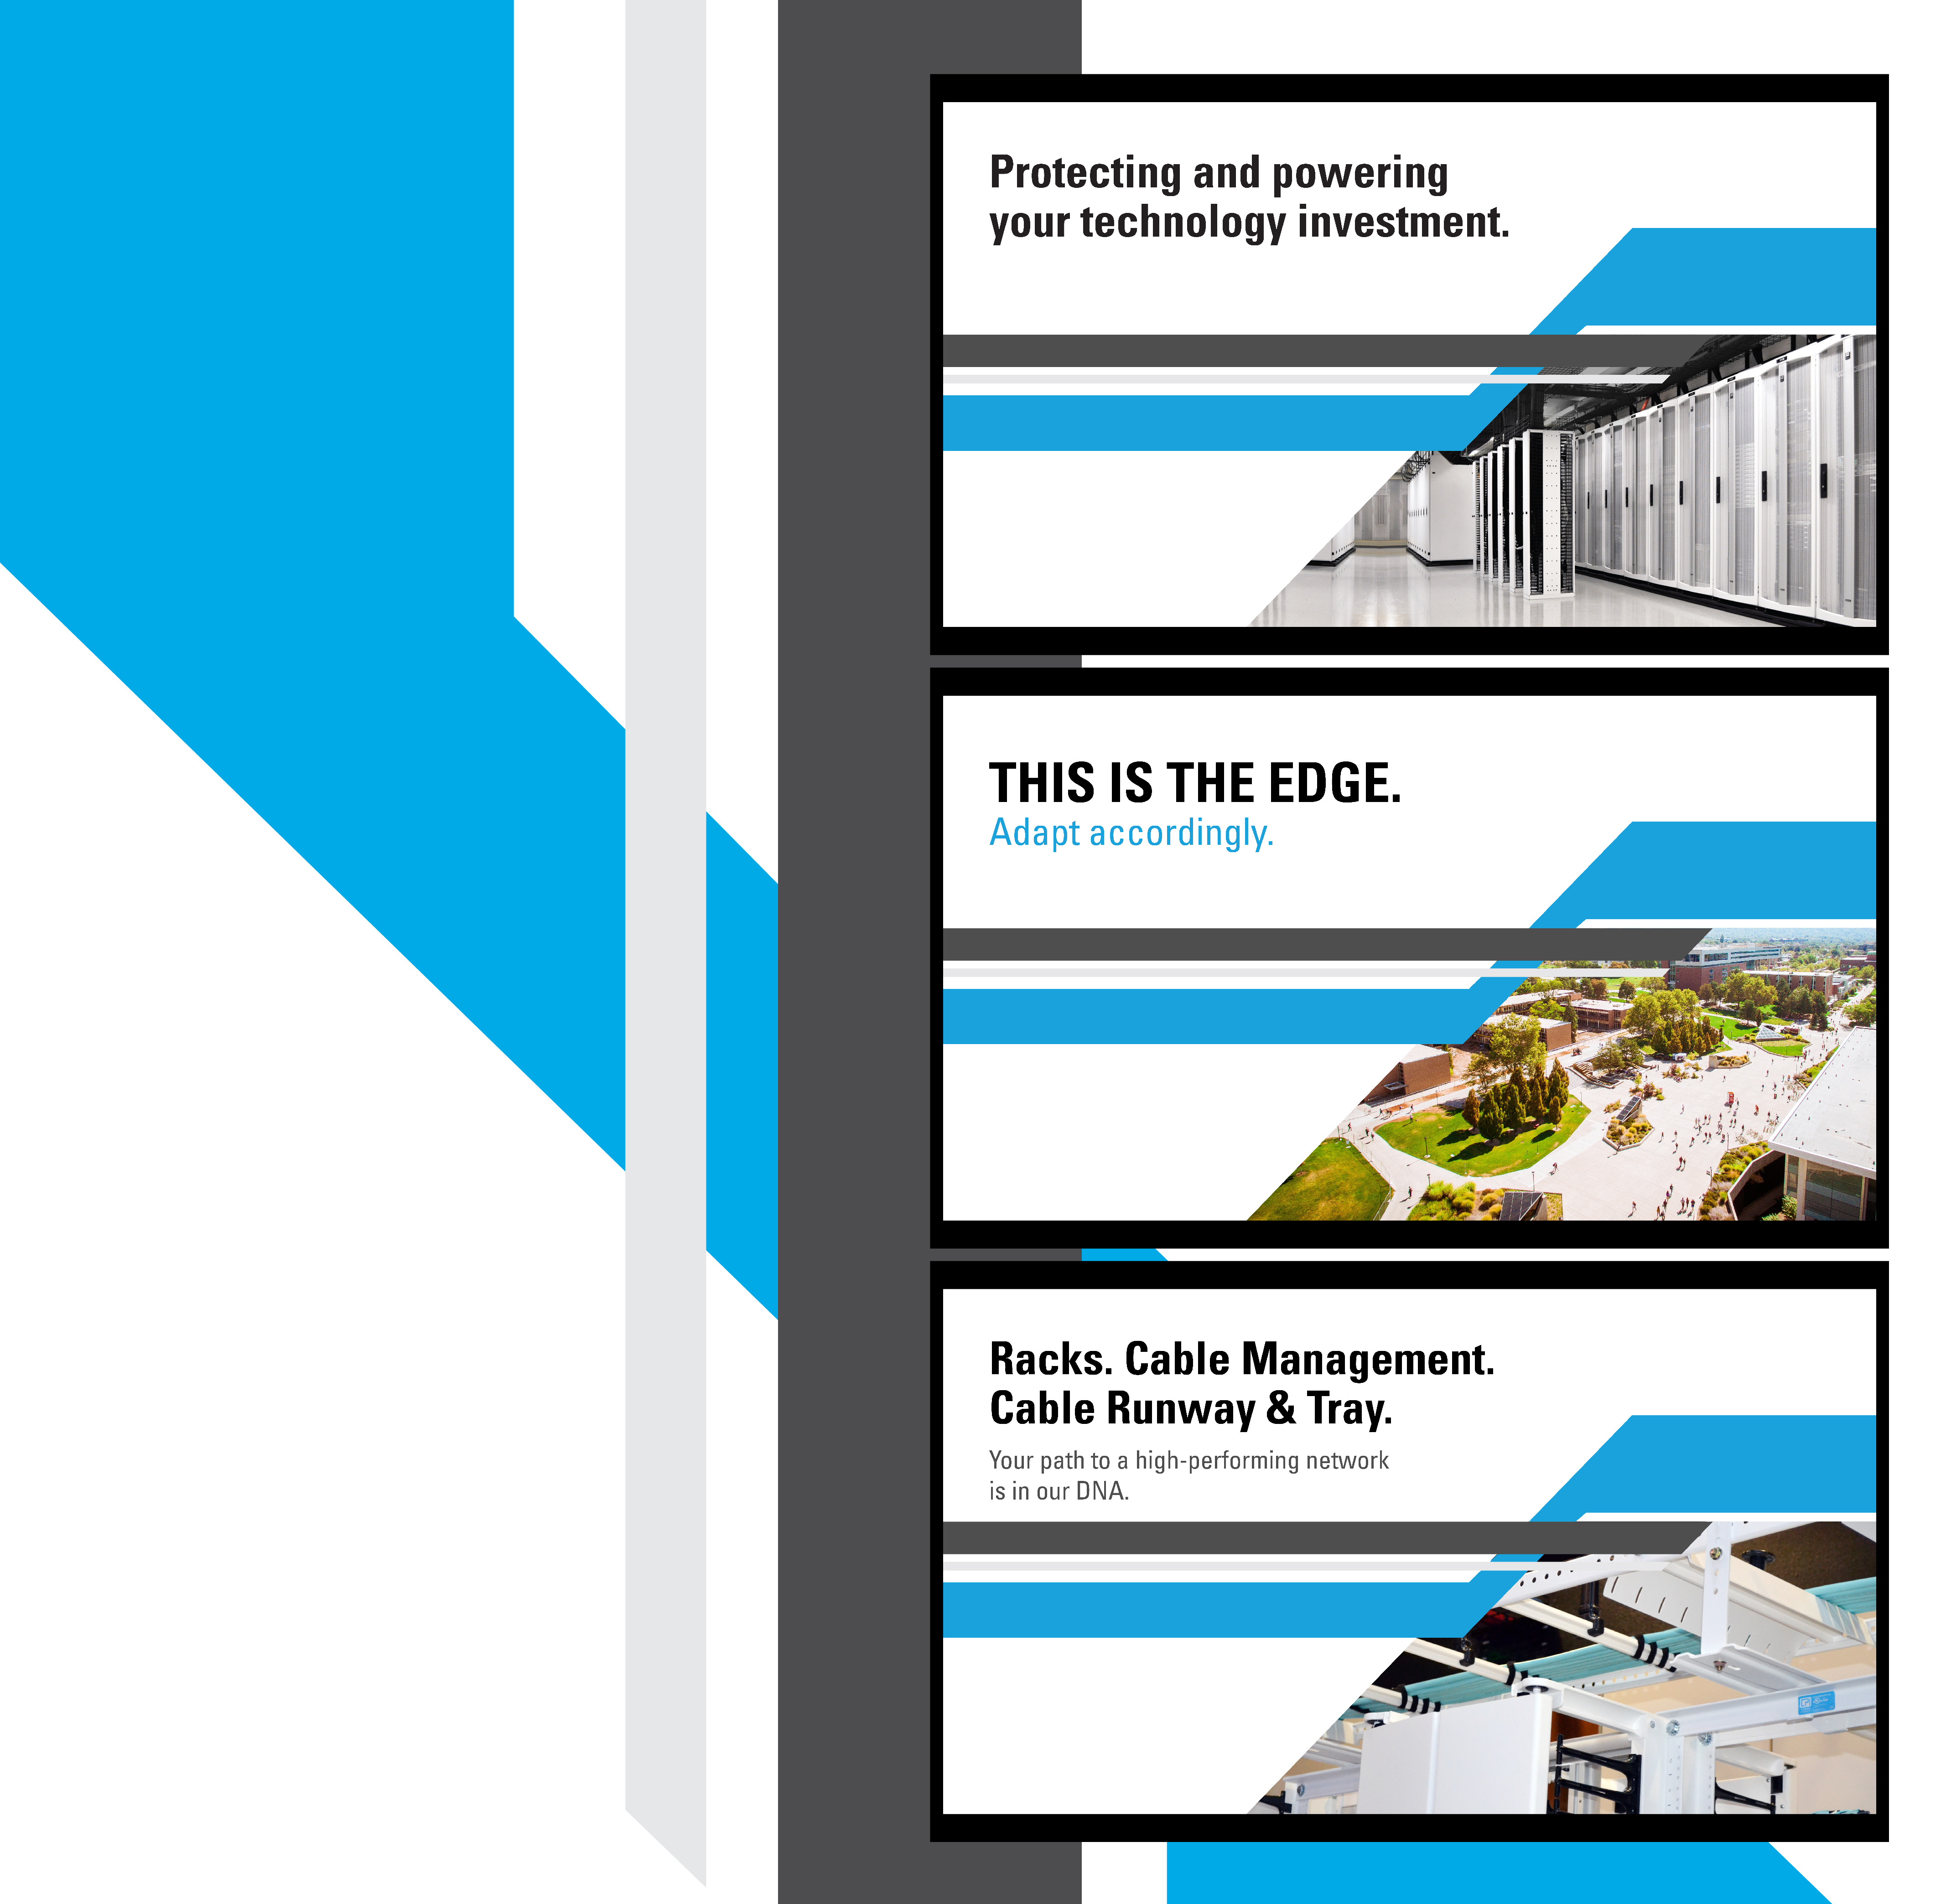 Protecting and powering
your technology investment.
THIS IS THE EDGE.
Adapt accordingly.
Racks. Cable Management.
Cable Runway & Tray.
Your path to a high-performing network
is in our DNA.